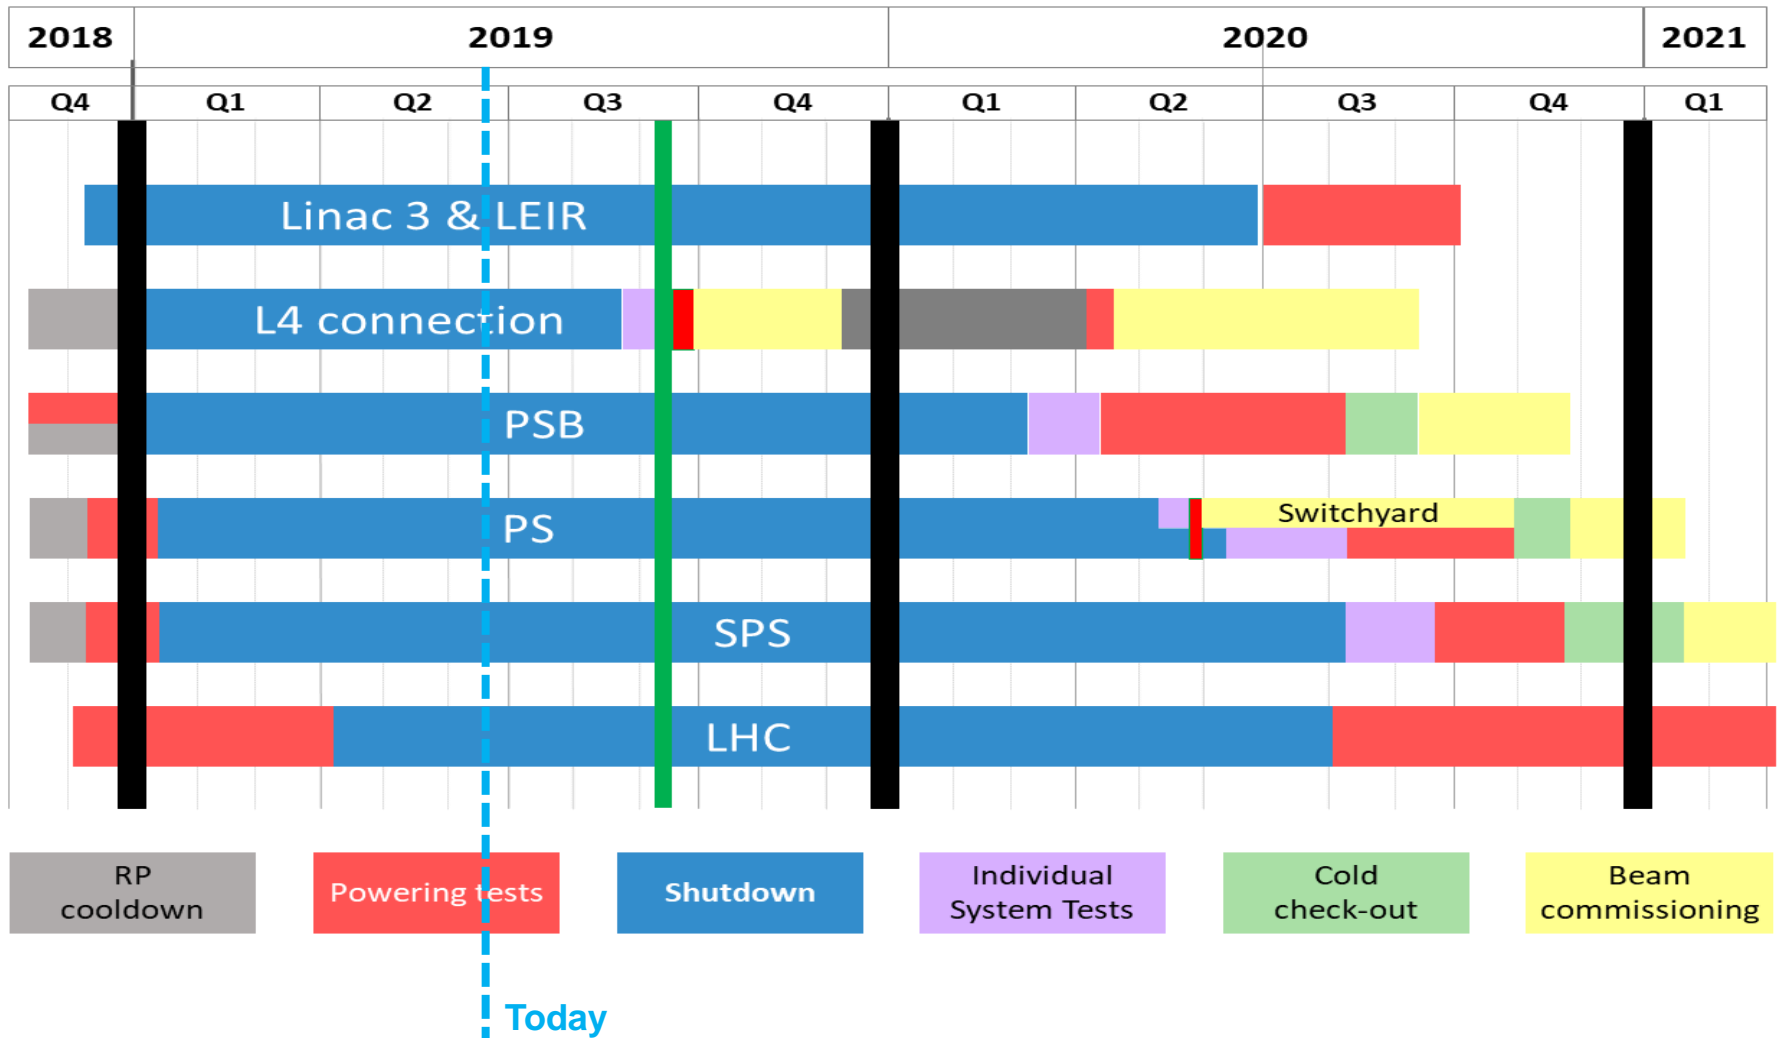 2018 2019 2020 2021
Q4 Q1 Q2 Q3 Q4 Q1 Q2 Q3 Q4 Q1
Linac 3 & LEIR
L4 connection
PSB
Switchyard
PS
SPS
LHC
RP
cooldown
Powering tests
Shutdown
Individual
System Tests
Cold
check-out
Beam
commissioning
Today